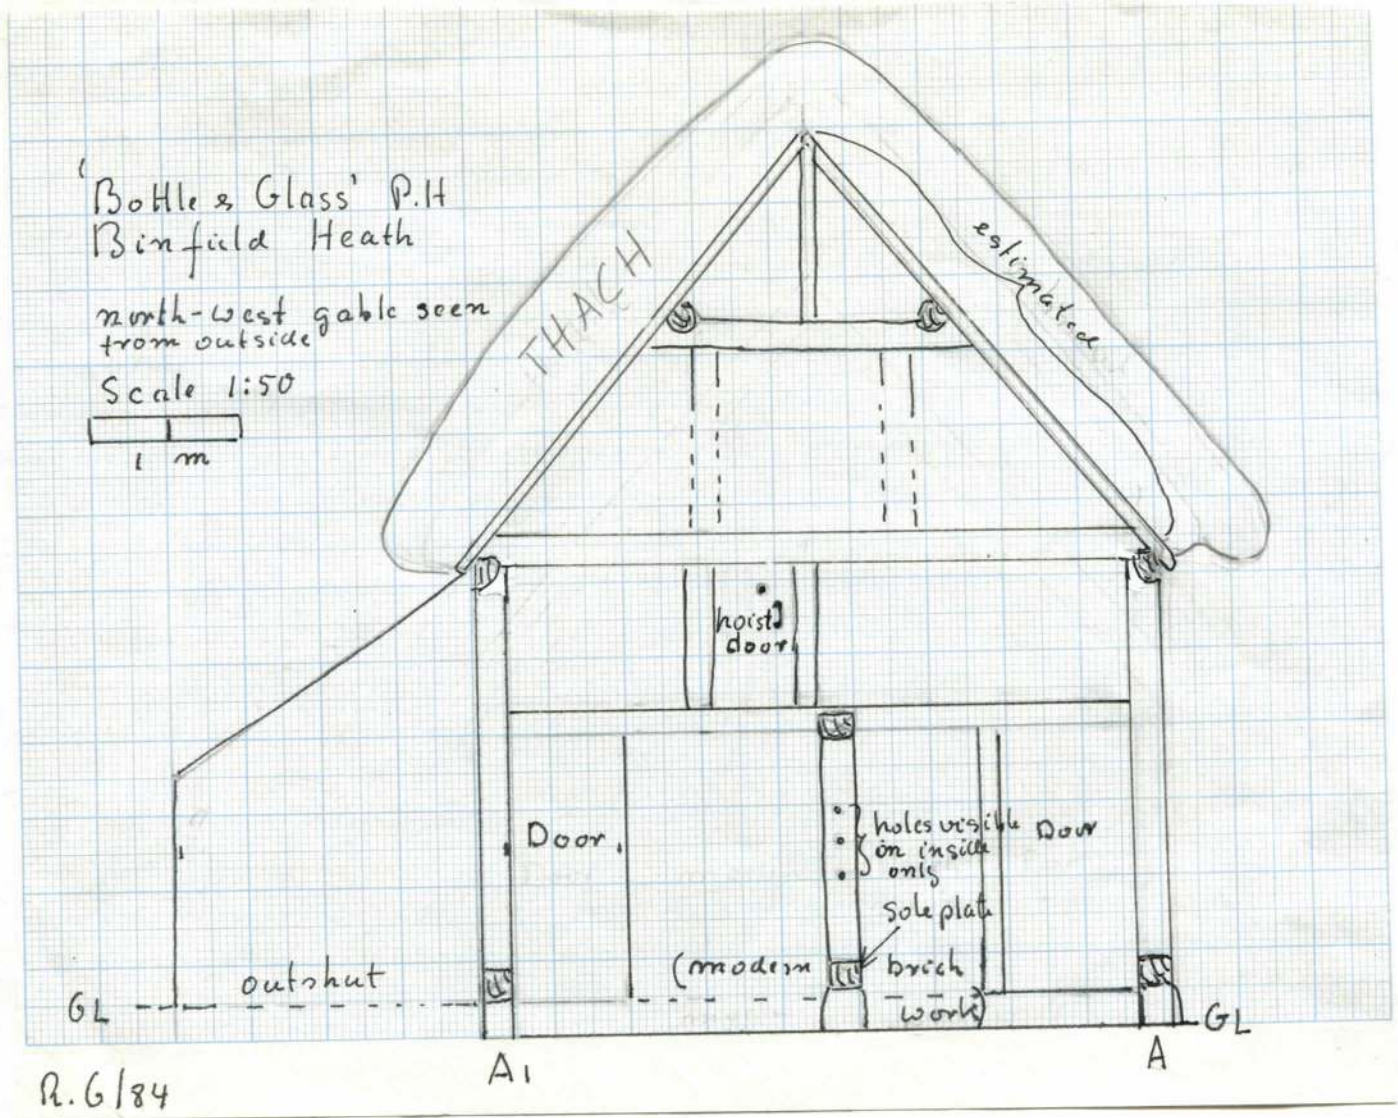 'Bottle & Glass' P.H
Binfield Heath
north-west gable seen
from outside
Scale 1:50
1 m
THACH
estimated
hoist
door
Door
holes visible
on inside
only
Door
sole plate
(modern brick
work)
outshut
GL
GL
A1
A
R.G/84